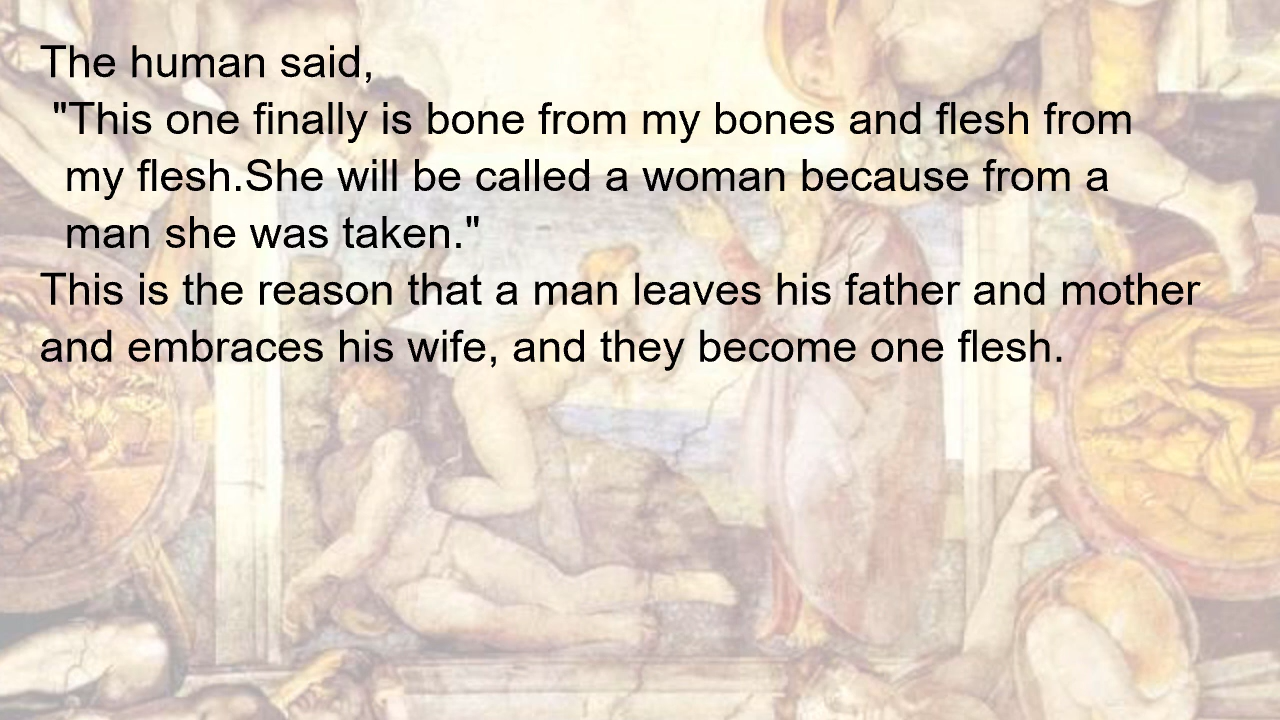 The human said,
"This one finally is bone from my bones and flesh from
my flesh.She will be called a woman because from a
man she was taken."
This is the reason that a man leaves his father and mother
and embraces his wife, and they become one flesh.